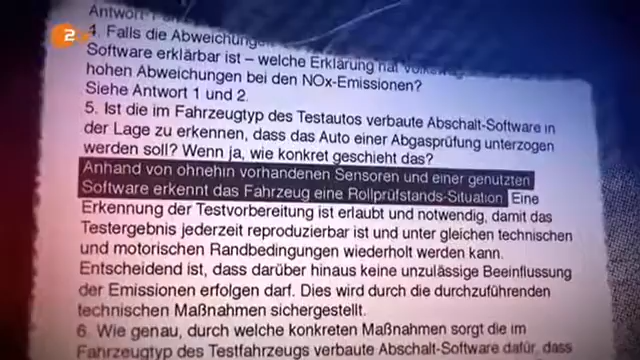 2
4. Falls die Abweichung
Software erklärbar ist – welche Erklärung hat
hohen Abweichungen bei den NOx-Emissionen?
Siehe Antwort 1 und 2.
5. Ist die im Fahrzeugtyp des Testautos verbaute Abschalt-Software in
der Lage zu erkennen, dass das Auto einer Abgasprüfung unterzogen
werden soll? Wenn ja, wie konkret geschieht das?
Anhand von ohnehin vorhandenen Sensoren und einer genutzten
Software erkennt das Fahrzeug eine Rollprüfstands-Situation Eine
Erkennung der Testvorbereitung ist erlaubt und notwendig, damit das
Testergebnis jederzeit reproduzierbar ist und unter gleichen technischen
und motorischen Randbedingungen wiederholt werden kann.
Entscheidend ist, dass darüber hinaus keine unzulässige Beeinflussung
der Emissionen erfolgen darf. Dies wird durch die durchzuführenden
technischen Maßnahmen sichergestellt.
6. Wie genau, durch welche konkreten Maßnahmen sorgt die im
Fahrzeugtyp des Testfahrzeugs verbaute Abschalt-Software dafür, dass